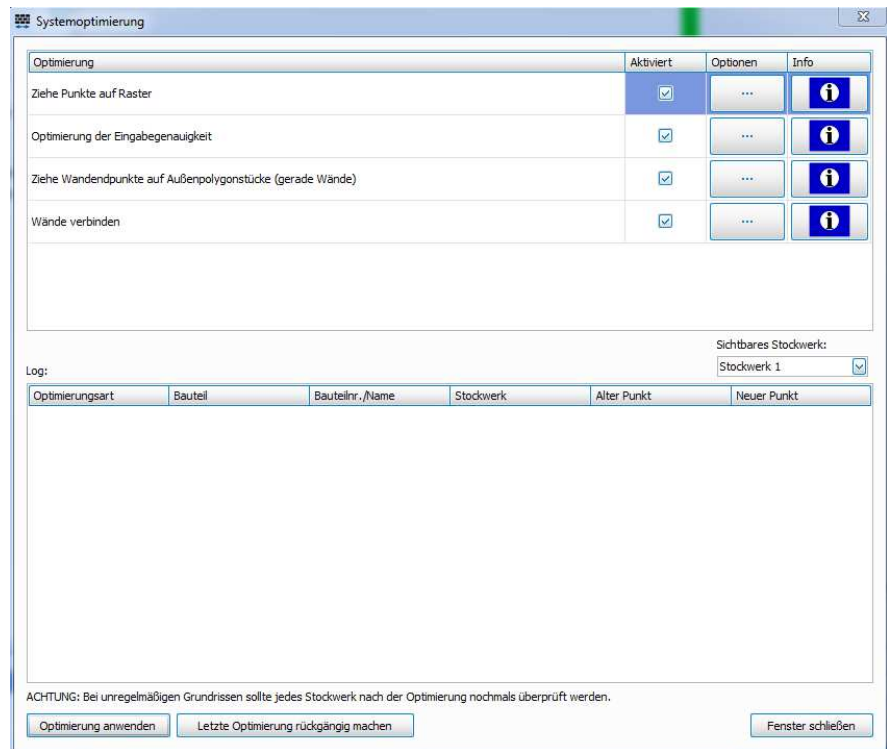 Systemoptimierung
Optimierung Aktiviert Optionen Info
Ziehe Punkte auf Raster ...
Optimierung der Eingabegenauigkeit ...
Ziehe Wandendpunkte auf Außenpolygonstücke (gerade Wände) ...
Wände verbinden ...
Sichtbares Stockwerk:
Log: Stockwerk 1
Optimierungsart Bauteil Bauteilnr./Name Stockwerk Alter Punkt Neuer Punkt
ACHTUNG: Bei unregelmäßigen Grundrissen sollte jedes Stockwerk nach der Optimierung nochmals überprüft werden.
Optimierung anwenden Letzte Optimierung rückgängig machen Fenster schließen